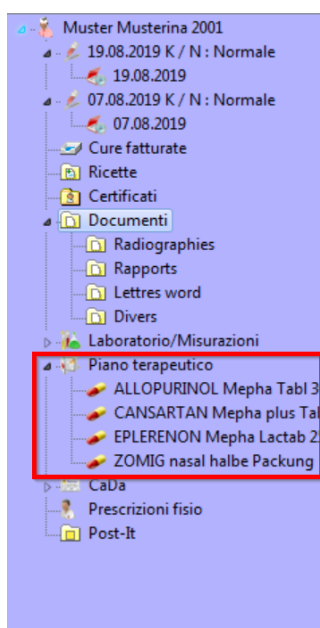 Muster Musterina 2001
19.08.2019 K / N : Normale
19.08.2019
07.08.2019 K / N : Normale
07.08.2019
Cure fatturate
Ricette
Certificati
Documenti
Radiographies
Rapports
Lettres word
Divers
Laboratorio/Misurazioni
Piano terapeutico
ALLOPURINOL Mepha Tabl 3
CANSARTAN Mepha plus Tal
EPLERENON Mepha Lactab 2
ZOMIG nasal halbe Packung
CaDa
Prescrizioni fisio
Post-It